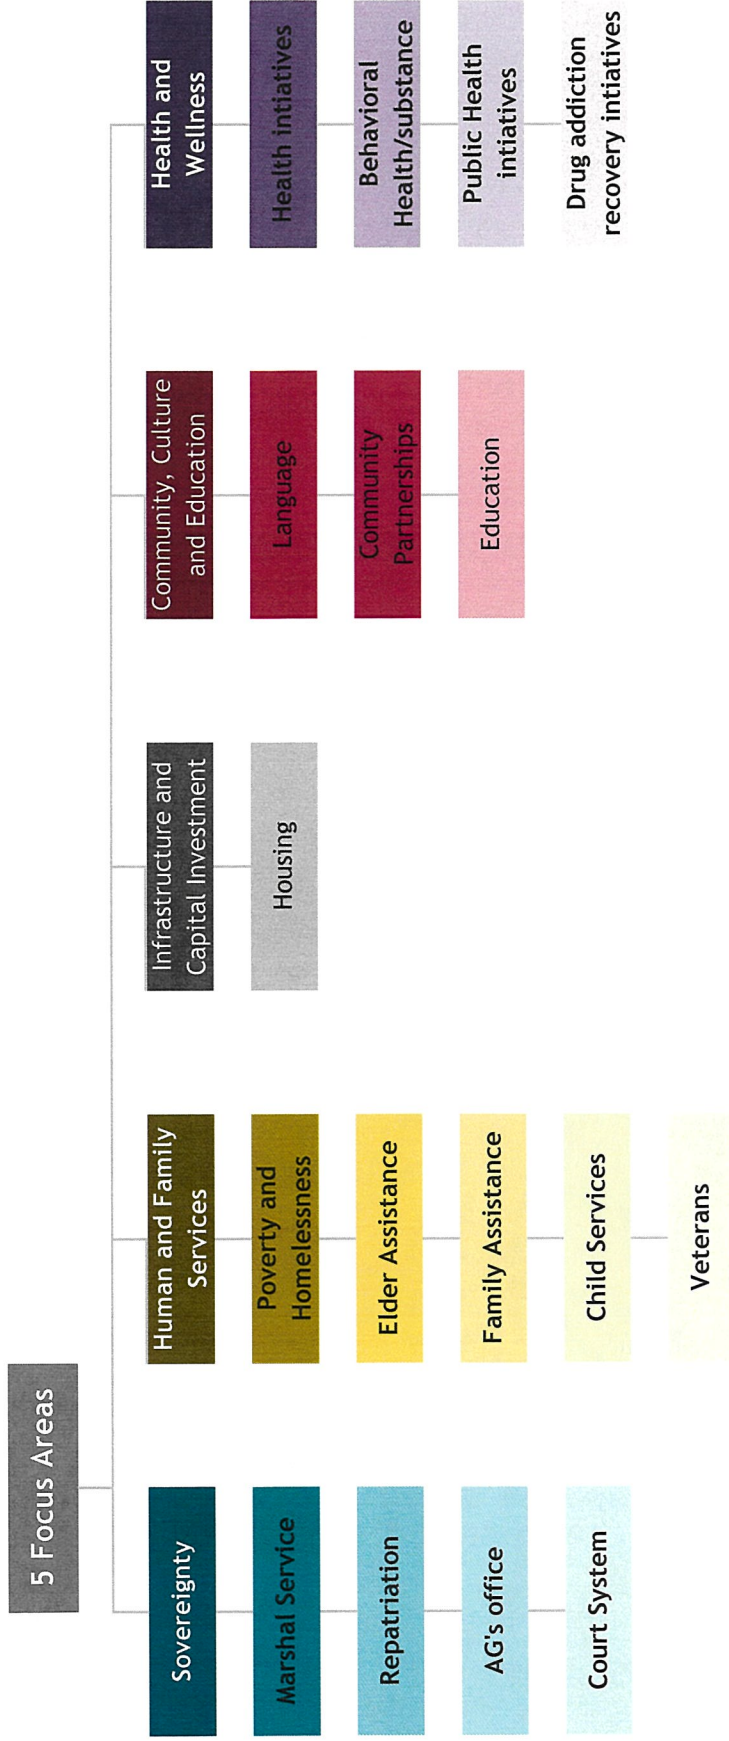 5 Focus Areas
Sovereignty
Marshal Service
Repatriation
AG's office
Court System
Human and Family
Services
Poverty and
Homelessness
Elder Assistance
Family Assistance
Child Services
Veterans
Infrastructure and
Capital Investment
Housing
Community, Culture
and Education
Language
Community
Partnerships
Education
Health and
Wellness
Health intiatives
Behavioral
Health/substance
Public Health
intiatives
Drug addiction
recovery intiatives